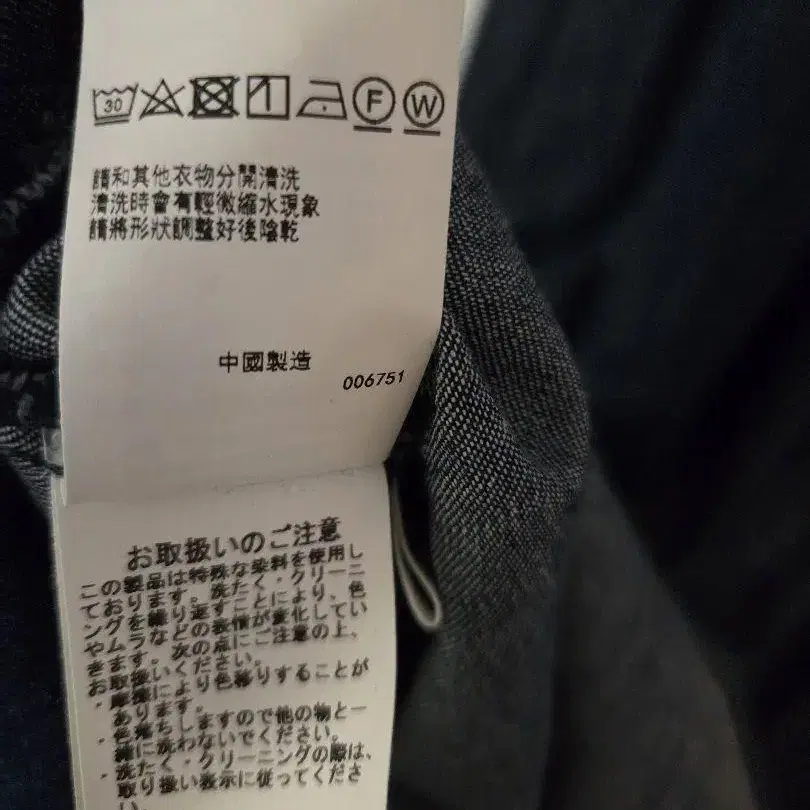 30 F W
請和其他衣物分開清洗
清洗時會有輕微縮水現象
請將形狀調整好後陰乾
中國製造
006751
お取扱いのご注意
この製品は特殊な染料を使用し
ております。洗たく・クリーニ
ングを繰り返すことにより、色
やムラなどの表情が変化してい
きます。次の点にご注意の上、
お取扱いください。
・摩擦により色移りすることが
あります。
・色落ちしますので他の物と一
緒に洗わないでください。
・洗たく・クリーニングの際は、
取り扱い表示に従ってくださ
い。